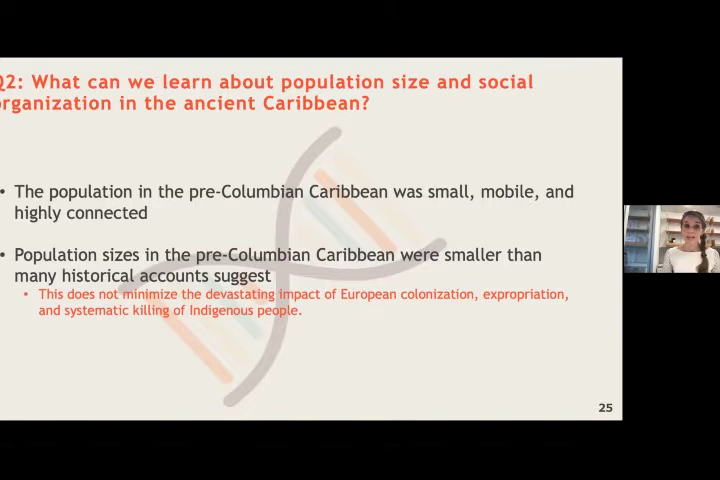 Q2: What can we learn about population size and social
organization in the ancient Caribbean?
• The population in the pre-Columbian Caribbean was small, mobile, and
highly connected
• Population sizes in the pre-Columbian Caribbean were smaller than
many historical accounts suggest
• This does not minimize the devastating impact of European colonization, expropriation,
and systematic killing of Indigenous people.
25